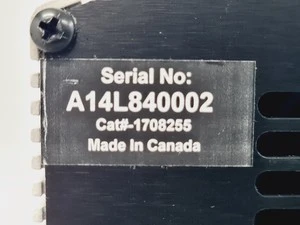 Serial No:
A14L840002
Cat#-1708255
Made In Canada